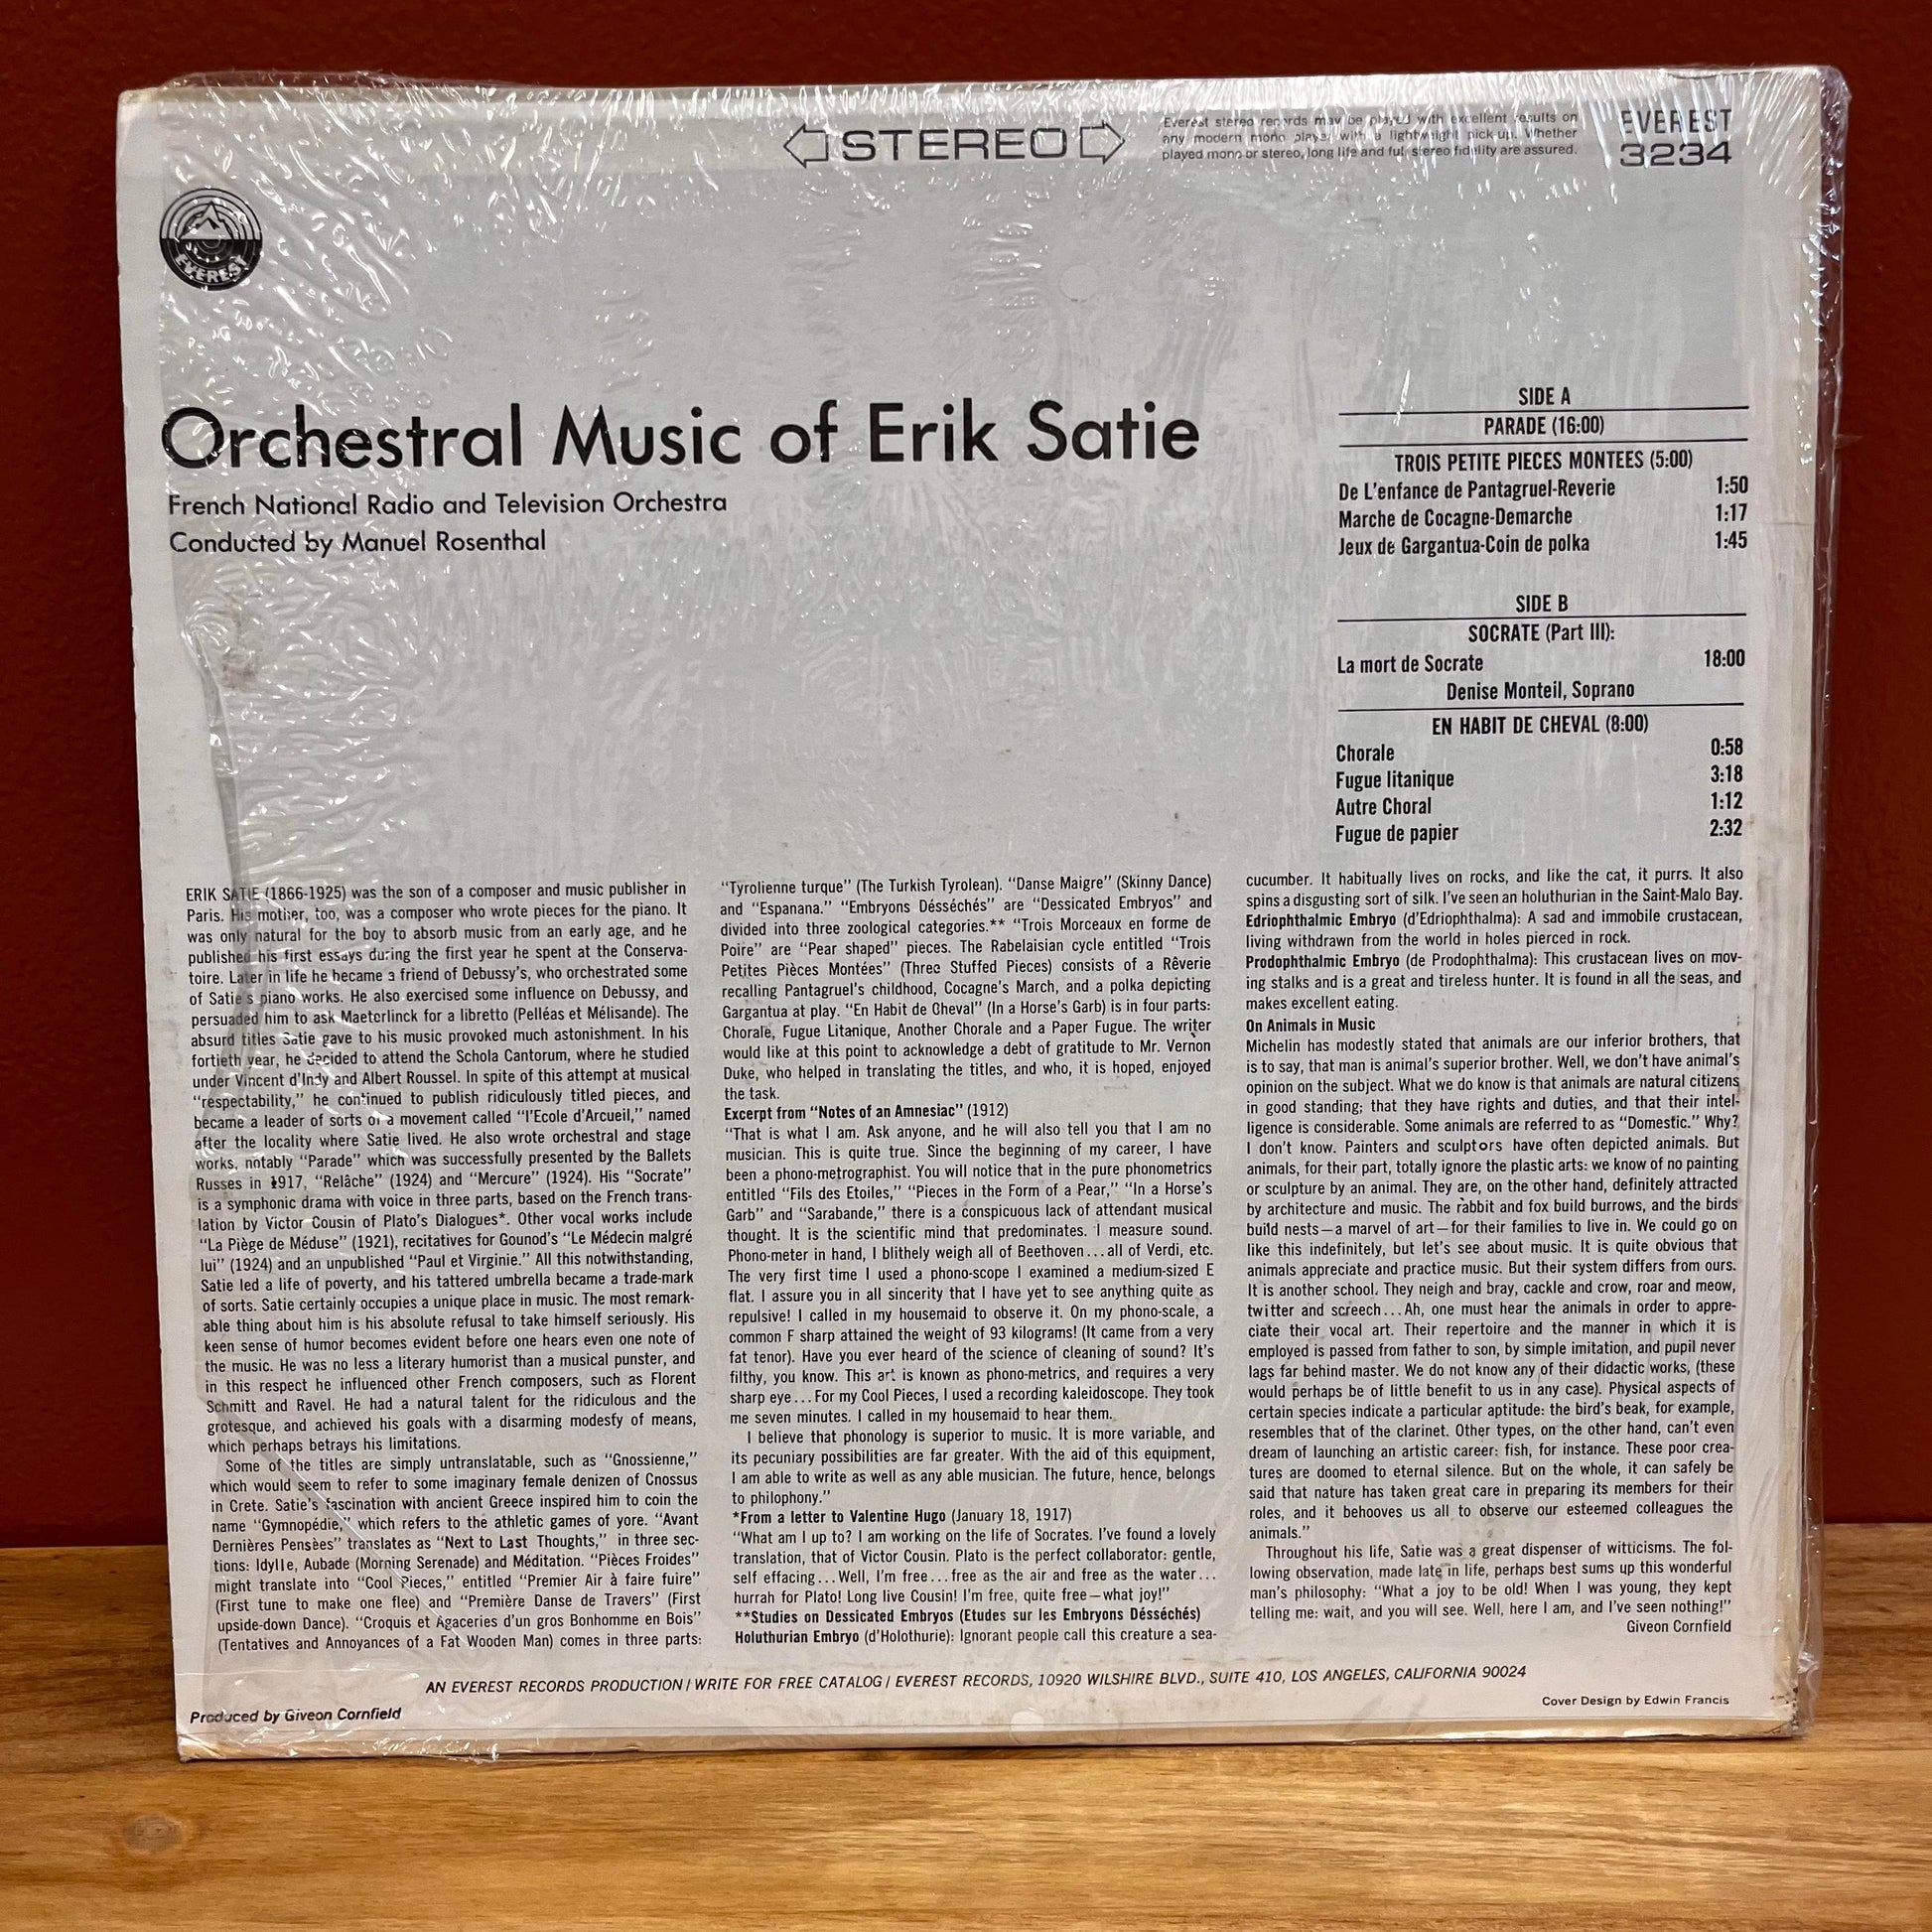 STEREO
Everest stereo records may be played with excellent results on
any modern mono player with a lightweight pick-up. Whether
played mono or stereo, long life and full stereo fidelity are assured.
EVEREST
3234
EVEREST
Orchestral Music of Erik Satie
French National Radio and Television Orchestra
Conducted by Manuel Rosenthal
SIDE A
PARADE (16:00)
TROIS PETITE PIECES MONTEES (5:00)
De L'enfance de Pantagruel-Reverie 1:50
Marche de Cocagne-Demarche 1:17
Jeux de Gargantua-Coin de polka 1:45
SIDE B
SOCRATE (Part III):
La mort de Socrate 18:00
Denise Monteil, Soprano
EN HABIT DE CHEVAL (8:00)
Chorale 0:58
Fugue litanique 3:18
Autre Choral 1:12
Fugue de papier 2:32
ERIK SATIE (1866-1925) was the son of a composer and music publisher in
Paris. His mother, too, was a composer who wrote pieces for the piano. It
was only natural for the boy to absorb music from an early age, and he
published his first essays during the first year he spent at the Conserva-
toire. Later in life he became a friend of Debussy's, who orchestrated some
of Satie's piano works. He also exercised some influence on Debussy, and
persuaded him to ask Maeterlinck for a libretto (Pelléas et Mélisande). The
absurd titles Satie gave to his music provoked much astonishment. In his
fortieth year, he decided to attend the Schola Cantorum, where he studied
under Vincent d'Indy and Albert Roussel. In spite of this attempt at musical
"respectability," he continued to publish ridiculously titled pieces, and
became a leader of sorts of a movement called "l'Ecole d'Arcueil," named
after the locality where Satie lived. He also wrote orchestral and stage
works, notably "Parade" which was successfully presented by the Ballets
Russes in 1917, "Relâche" (1924) and "Mercure" (1924). His "Socrate"
is a symphonic drama with voice in three parts, based on the French trans-
lation by Victor Cousin of Plato's Dialogues*. Other vocal works include
"La Piège de Méduse" (1921), recitatives for Gounod's "Le Médecin malgré
lui" (1924) and an unpublished "Paul et Virginie." All this notwithstanding,
Satie led a life of poverty, and his tattered umbrella became a trade-mark
of sorts. Satie certainly occupies a unique place in music. The most remark-
able thing about him is his absolute refusal to take himself seriously. His
keen sense of humor becomes evident before one hears even one note of
the music. He was no less a literary humorist than a musical punster, and
in this respect he influenced other French composers, such as Florent
Schmitt and Ravel. He had a natural talent for the ridiculous and the
grotesque, and achieved his goals with a disarming modesfy of means,
which perhaps betrays his limitations.
Some of the titles are simply untranslatable, such as "Gnossienne,"
which would seem to refer to some imaginary female denizen of Cnossus
in Crete. Satie's fascination with ancient Greece inspired him to coin the
name "Gymnopédie," which refers to the athletic games of yore. "Avant
Dernières Pensèes" translates as "Next to Last Thoughts," in three sec-
tions: Idylle, Aubade (Morning Serenade) and Méditation. "Pièces Froides"
might translate into "Cool Pieces," entitled "Premier Air à faire fuire"
(First tune to make one flee) and "Première Danse de Travers" (First
upside-down Dance). "Croquis et Agaceries d'un gros Bonhomme en Bois"
(Tentatives and Annoyances of a Fat Wooden Man) comes in three parts:
"Tyrolienne turque" (The Turkish Tyrolean). "Danse Maigre" (Skinny Dance)
and "Espanana." "Embryons Désséchés" are "Dessicated Embryos" and
divided into three zoological categories.** "Trois Morceaux en forme de
Poire" are "Pear shaped" pieces. The Rabelaisian cycle entitled "Trois
Petites Pièces Montées" (Three Stuffed Pieces) consists of a Rêverie
recalling Pantagruel's childhood, Cocagne's March, and a polka depicting
Gargantua at play. "En Habit de Cheval" (In a Horse's Garb) is in four parts:
Chorale, Fugue Litanique, Another Chorale and a Paper Fugue. The writer
would like at this point to acknowledge a debt of gratitude to Mr. Vernon
Duke, who helped in translating the titles, and who, it is hoped, enjoyed
the task.
Excerpt from "Notes of an Amnesiac" (1912)
"That is what I am. Ask anyone, and he will also tell you that I am no
musician. This is quite true. Since the beginning of my career, I have
been a phono-metrographist. You will notice that in the pure phonometrics
entitled "Fils des Etoiles," "Pieces in the Form of a Pear," "In a Horse's
Garb" and "Sarabande," there is a conspicuous lack of attendant musical
thought. It is the scientific mind that predominates. I measure sound.
Phono-meter in hand, I blithely weigh all of Beethoven...all of Verdi, etc.
The very first time I used a phono-scope I examined a medium-sized E
flat. I assure you in all sincerity that I have yet to see anything quite as
repulsive! I called in my housemaid to observe it. On my phono-scale, a
common F sharp attained the weight of 93 kilograms! (It came from a very
fat tenor). Have you ever heard of the science of cleaning of sound? It's
filthy, you know. This art is known as phono-metrics, and requires a very
sharp eye...For my Cool Pieces, I used a recording kaleidoscope. They took
me seven minutes. I called in my housemaid to hear them.
I believe that phonology is superior to music. It is more variable, and
its pecuniary possibilities are far greater. With the aid of this equipment,
I am able to write as well as any able musician. The future, hence, belongs
to philophony."
*From a letter to Valentine Hugo (January 18, 1917)
"What am I up to? I am working on the life of Socrates. I've found a lovely
translation, that of Victor Cousin. Plato is the perfect collaborator: gentle,
self effacing...Well, I'm free...free as the air and free as the water...
hurrah for Plato! Long live Cousin! I'm free, quite free—what joy!"
**Studies on Dessicated Embryos (Etudes sur les Embryons Désséchés)
Holuthurian Embryo (d'Holothurie): Ignorant people call this creature a sea-
cucumber. It habitually lives on rocks, and like the cat, it purrs. It also
spins a disgusting sort of silk. I've seen an holuthurian in the Saint-Malo Bay.
Edriophthalmic Embryo (d'Edriophthalma): A sad and immobile crustacean,
living withdrawn from the world in holes pierced in rock.
Prodophthalmic Embryo (de Prodophthalma): This crustacean lives on mov-
ing stalks and is a great and tireless hunter. It is found in all the seas, and
makes excellent eating.
On Animals in Music
Michelin has modestly stated that animals are our inferior brothers, that
is to say, that man is animal's superior brother. Well, we don't have animal's
opinion on the subject. What we do know is that animals are natural citizens
in good standing; that they have rights and duties, and that their intel-
ligence is considerable. Some animals are referred to as "Domestic." Why?
I don't know. Painters and sculptors have often depicted animals. But
animals, for their part, totally ignore the plastic arts: we know of no painting
or sculpture by an animal. They are, on the other hand, definitely attracted
by architecture and music. The rabbit and fox build burrows, and the birds
build nests—a marvel of art—for their families to live in. We could go on
like this indefinitely, but let's see about music. It is quite obvious that
animals appreciate and practice music. But their system differs from ours.
It is another school. They neigh and bray, cackle and crow, roar and meow,
twitter and screech...Ah, one must hear the animals in order to appre-
ciate their vocal art. Their repertoire and the manner in which it is
employed is passed from father to son, by simple imitation, and pupil never
lags far behind master. We do not know any of their didactic works, (these
would perhaps be of little benefit to us in any case). Physical aspects of
certain species indicate a particular aptitude: the bird's beak, for example,
resembles that of the clarinet. Other types, on the other hand, can't even
dream of launching an artistic career: fish, for instance. These poor crea-
tures are doomed to eternal silence. But on the whole, it can safely be
said that nature has taken great care in preparing its members for their
roles, and it behooves us all to observe our esteemed colleagues the
animals."
Throughout his life, Satie was a great dispenser of witticisms. The fol-
lowing observation, made late in life, perhaps best sums up this wonderful
man's philosophy: "What a joy to be old! When I was young, they kept
telling me: wait, and you will see. Well, here I am, and I've seen nothing!"
Giveon Cornfield
AN EVEREST RECORDS PRODUCTION / WRITE FOR FREE CATALOG / EVEREST RECORDS, 10920 WILSHIRE BLVD., SUITE 410, LOS ANGELES, CALIFORNIA 90024
Produced by Giveon Cornfield
Cover Design by Edwin Francis